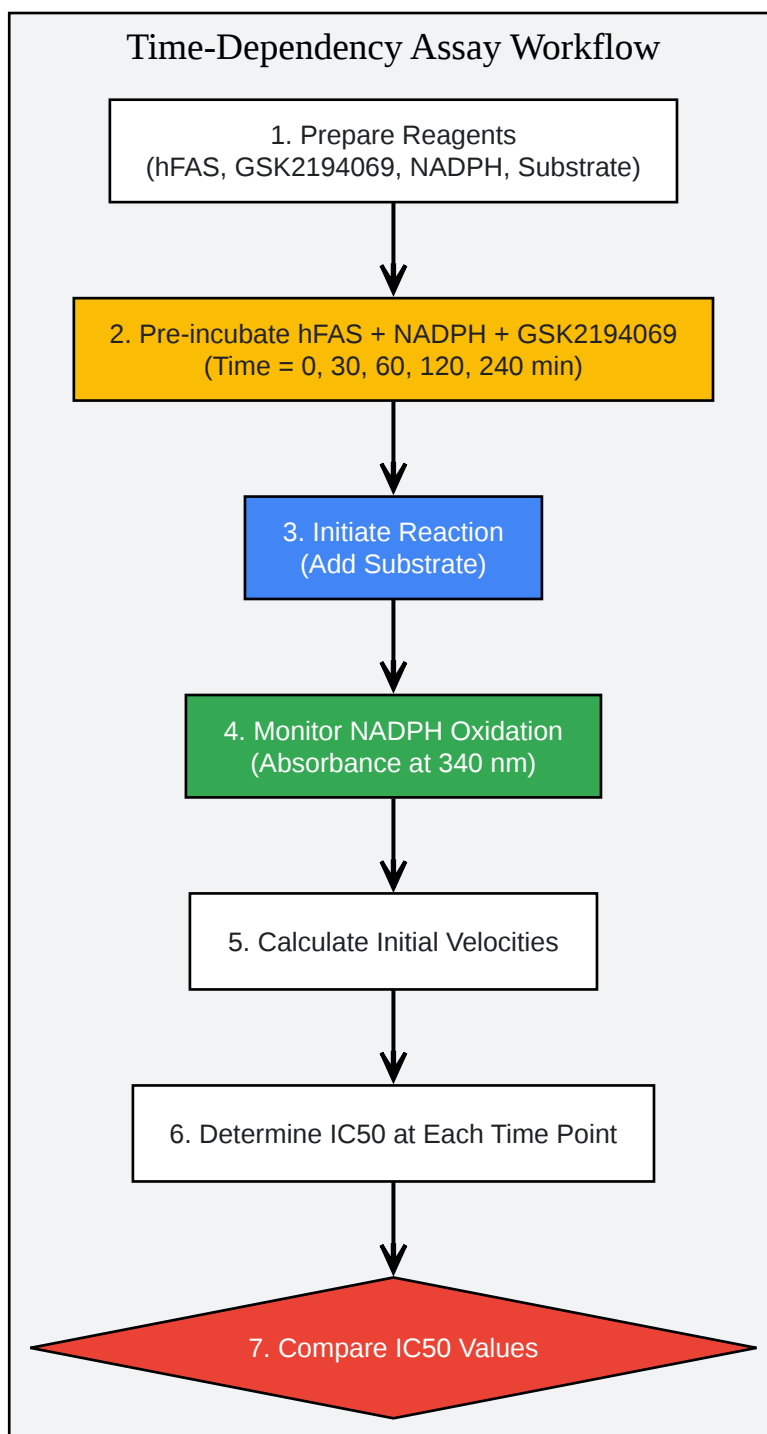 Time-Dependency Assay Workflow
1. Prepare Reagents
(hFAS, GSK2194069, NADPH, Substrate)
2. Pre-incubate hFAS + NADPH + GSK2194069
(Time = 0, 30, 60, 120, 240 min)
3. Initiate Reaction
(Add Substrate)
4. Monitor NADPH Oxidation
(Absorbance at 340 nm)
5. Calculate Initial Velocities
6. Determine IC50 at Each Time Point
7. Compare IC50 Values